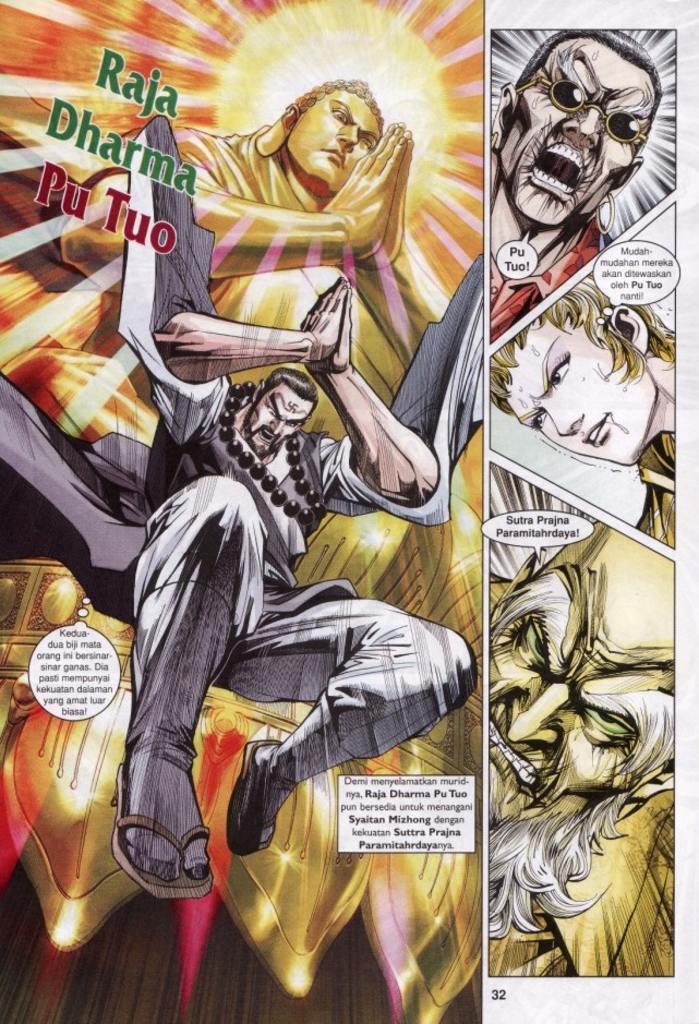 Raja
Dharma
Pu Tuo
Kedua-
dua biji mata
orang ini bersinar-
sinar ganas. Dia
pasti mempunyai
kekuatan dalaman
yang amat luar
biasa!
Demi menyelamatkan murid-
nya, Raja Dharma Pu Tuo
pun bersedia untuk menangani
Syaitan Mizhong dengan
kekuatan Suttra Prajna
Paramitahrdayanya.
Pu
Tuo!
Mudah-
mudahan mereka
akan ditewaskan
oleh Pu Tuo
nanti!
Sutra Prajna
Paramitahrdaya!
32